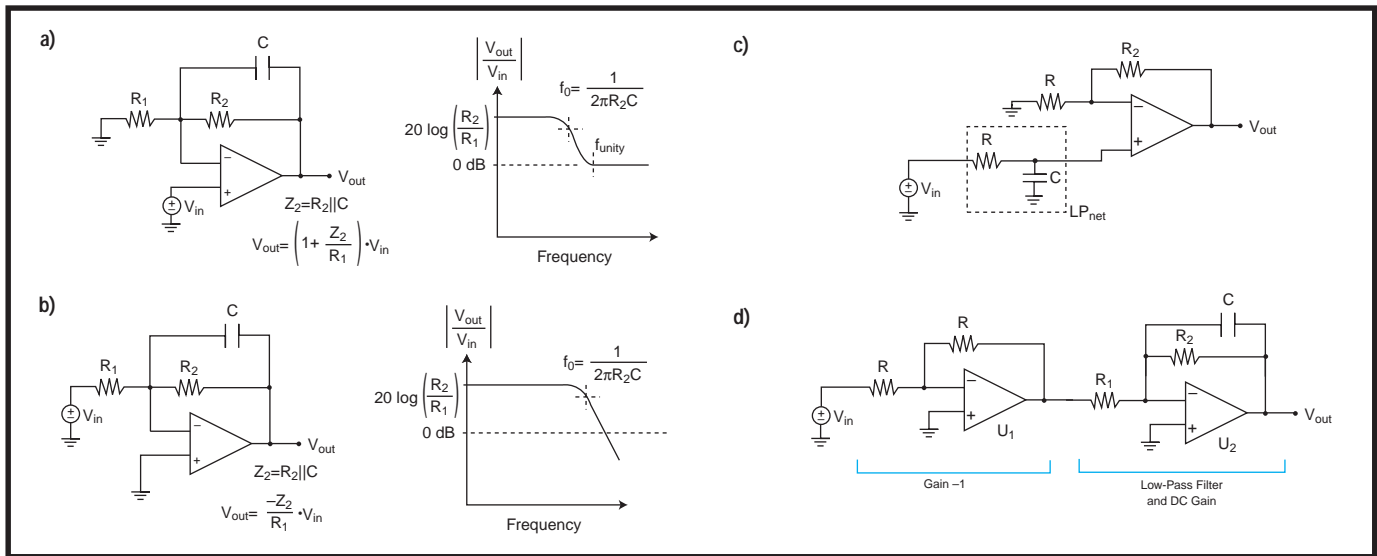 a)
C
R1
R2
−
+
Vin
Vout
Z2=R2||C
Vout= (1+ Z2/R1) •Vin
|Vout/Vin|
f0= 1/2πR2C
20 log (R2/R1)
0 dB
funity
Frequency
b)
C
R1
R2
−
+
Vin
Vout
Z2=R2||C
Vout= −Z2/R1 •Vin
|Vout/Vin|
f0= 1/2πR2C
20 log (R2/R1)
0 dB
Frequency
c)
R2
R
−
+
Vout
R
C
Vin
LPnet
d)
C
R
R2
R
−
+
U1
R1
−
+
U2
Vin
Vout
Gain –1
Low-Pass Filter
and DC Gain